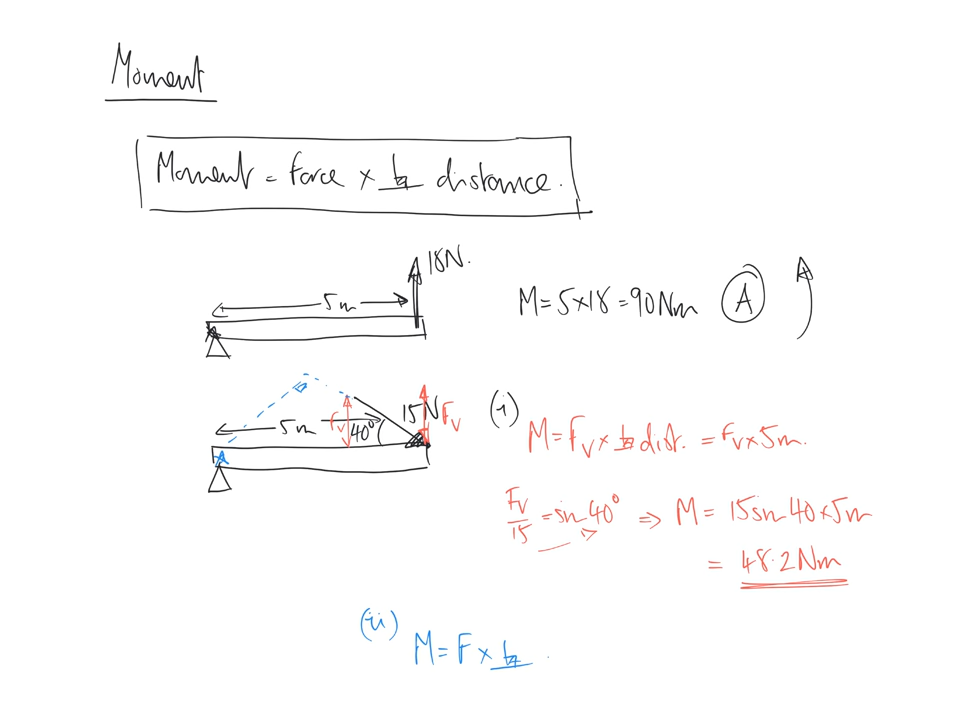 Moment
Moment = Force × ⊥ distance.
18N.
5m
M = 5×18 = 90Nm Ⓐ
15N
Fv
Fv
5m
40°
(i)
M = Fv × ⊥ dist. = Fv × 5m.
Fv/15 = sin 40° ⇒ M = 15 sin 40 × 5m
= 48.2Nm
(ii)
M = F × ⊥